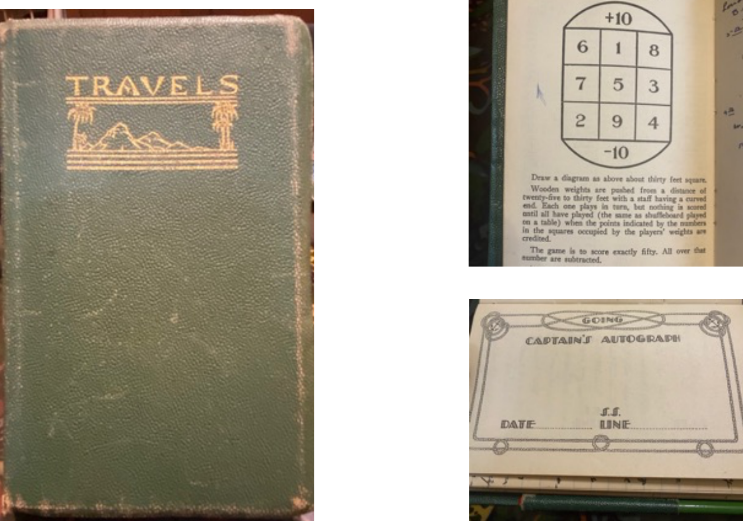 TRAVELS
+10
6 1 8
7 5 3
2 9 4
-10
Draw a diagram as above about thirty feet square.
Wooden weights are pushed from a distance of
twenty-five to thirty feet with a staff having a curved
end. Each one plays in turn, but nothing is scored
until all have played (the same as shuffleboard played
on a table) when the points indicated by the numbers
in the squares occupied by the players' weights are
credited.
The game is to score exactly fifty. All over that
number are subtracted.
GOING
CAPTAIN'S AUTOGRAPH
S.S.
DATE LINE